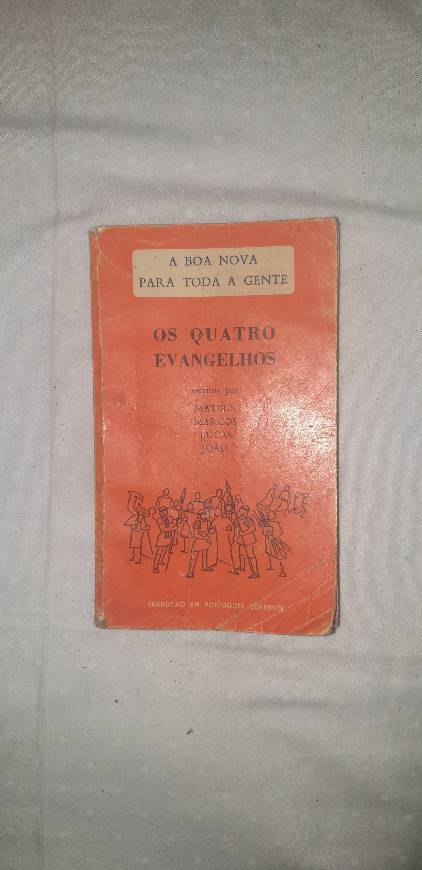 A BOA NOVA
PARA TODA A GENTE
OS QUATRO
EVANGELHOS
escritos por
MATEUS
MARCOS
LUCAS
JOÃO
TRADUÇÃO EM PORTUGUÊS CORRENTE